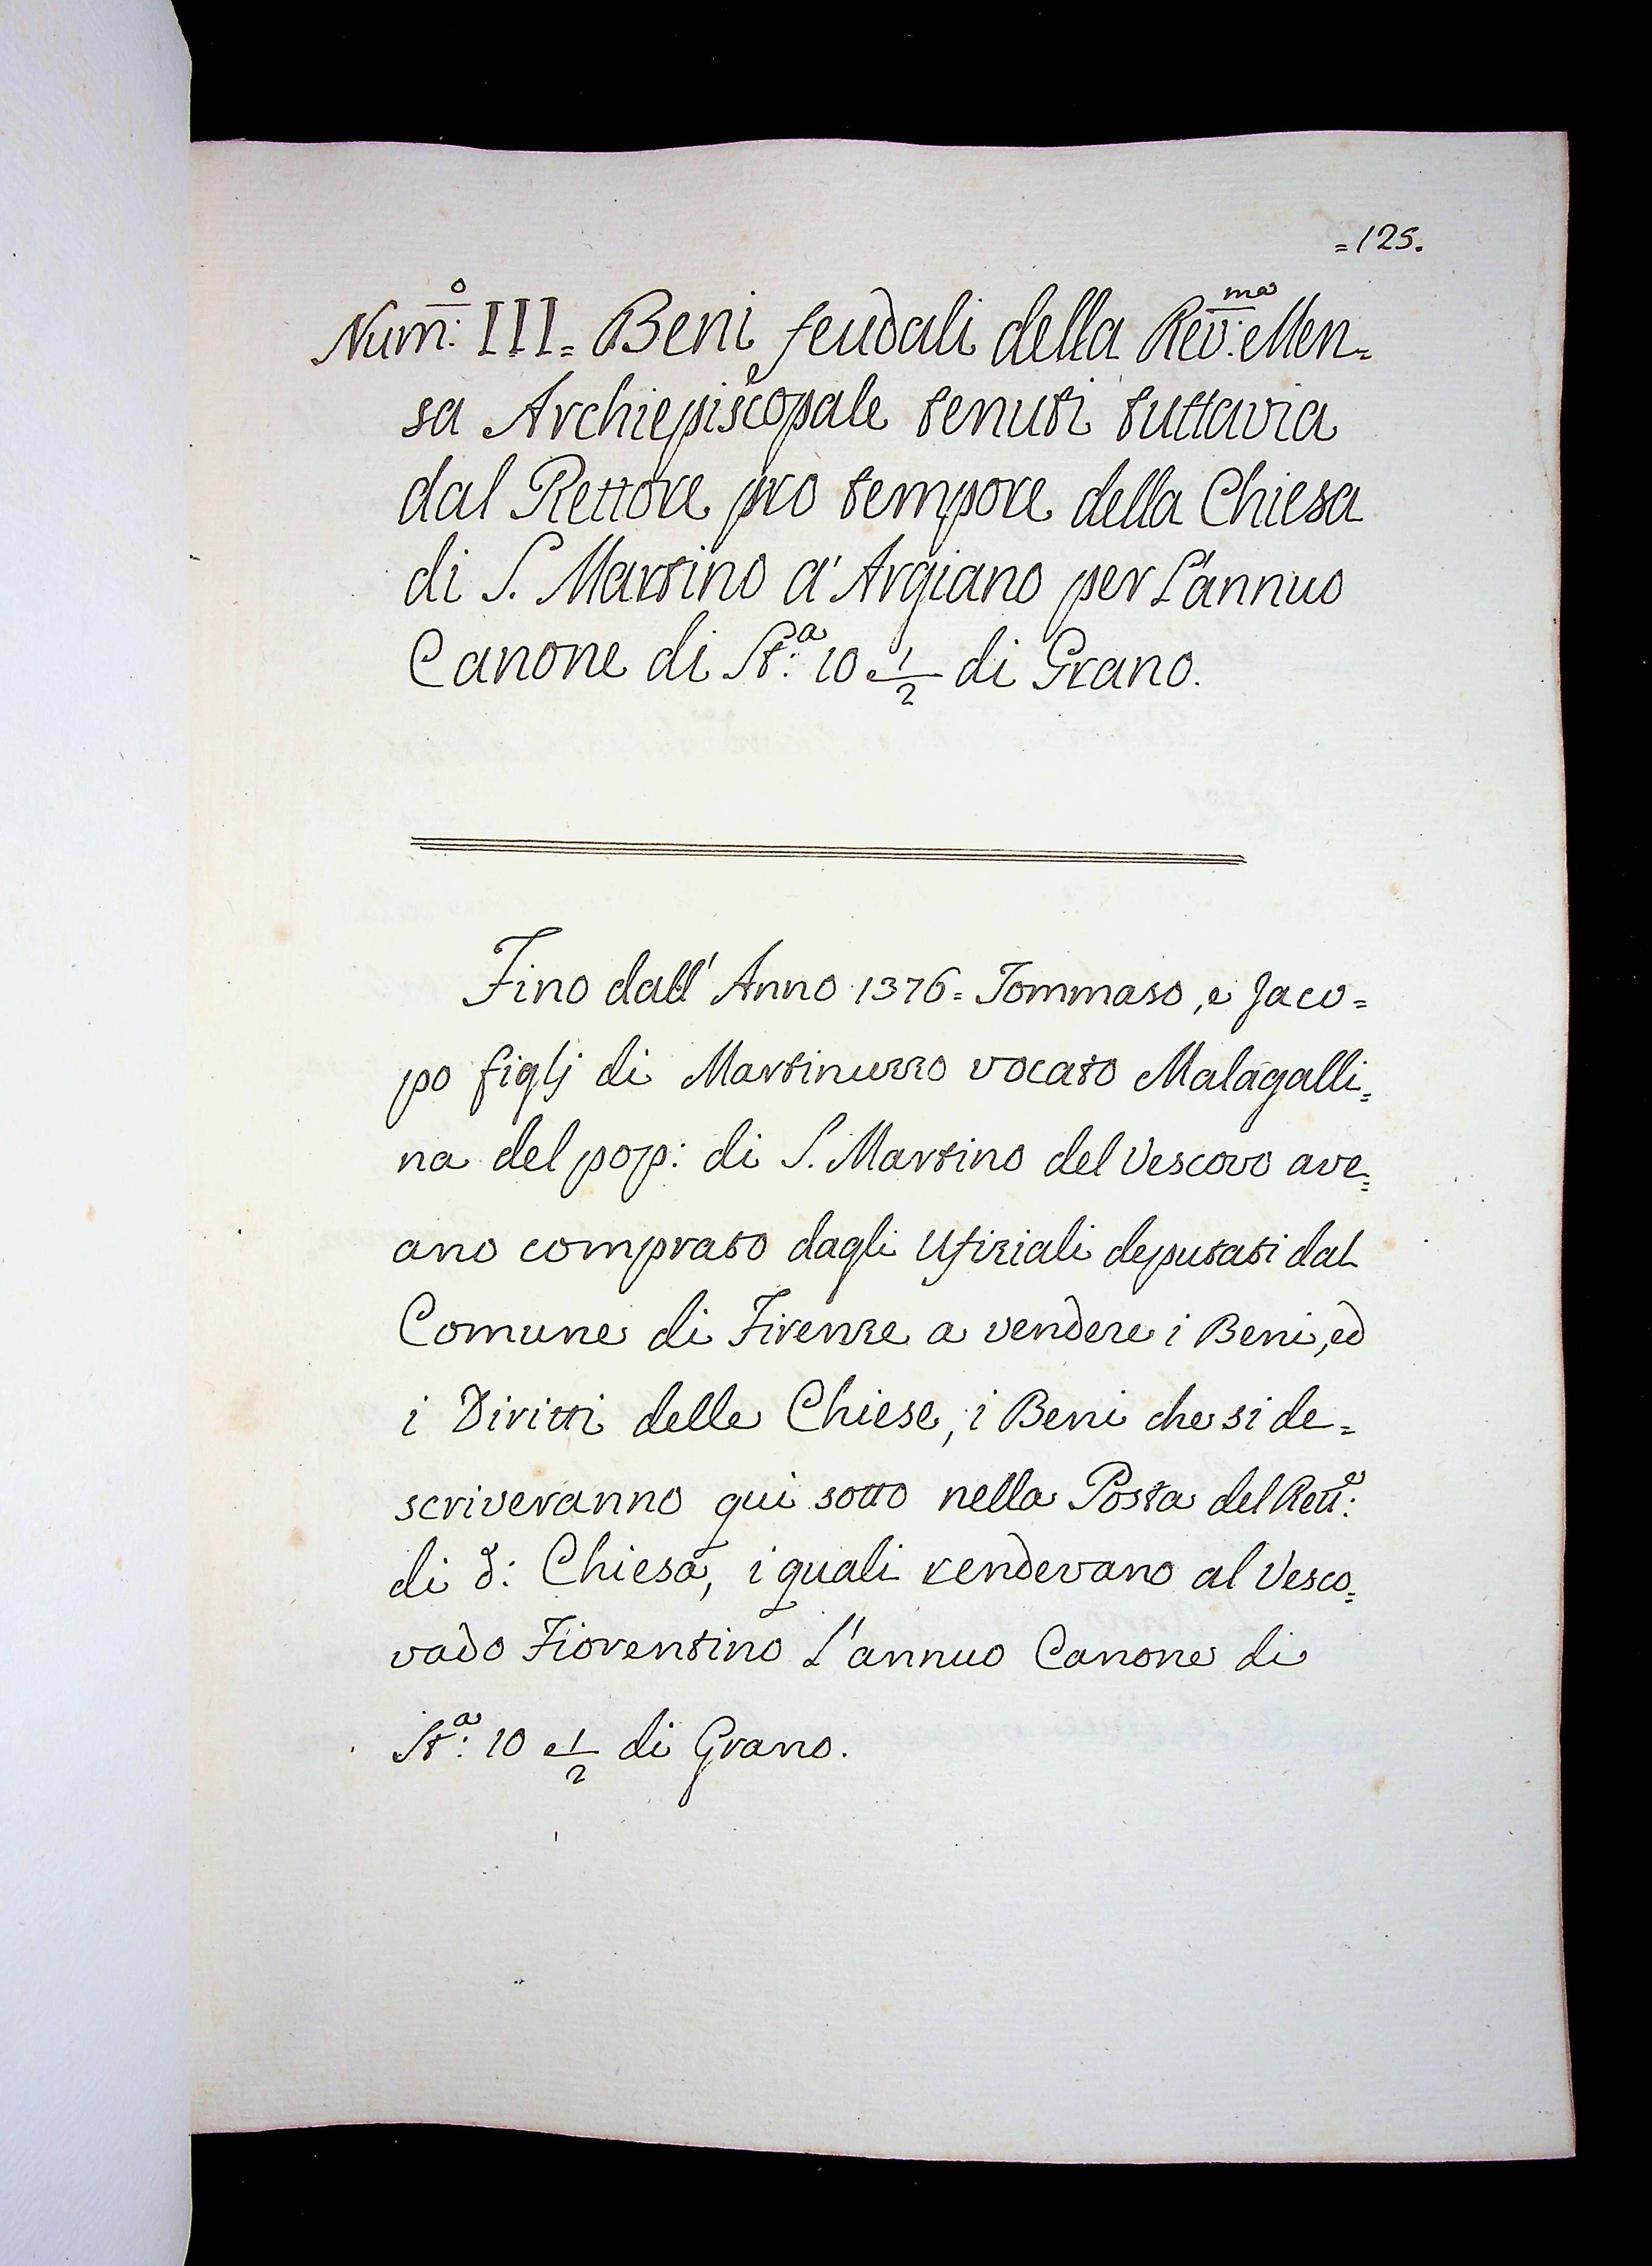 =125.
Num:º III= Beni feudali della Rev:ma Men=
sa Archiepiscopale tenuti tuttavia
dal Rettore pro tempore della Chiesa
di S. Martino a' Argiano per L'annuo
Canone di St:a 10 1/2 di Grano.
Fino dall' Anno 1376= Tommaso, e Jaco=
po figlj di Martinuzzo vocato Malagalli=
na del pop: di S. Martino del Vescovo ave=
ano comprato dagli Ufiziali deputati dal
Comune di Firenze a vendere i Beni, ed
i Diritti delle Chiese, i Beni che si de=
scriveranno qui sotto nella Posta del Rett:e
di d: Chiesa, i quali rendevano al Vesco=
vado Fiorentino L'annuo Canone di
St:a 10 1/2 di Grano.